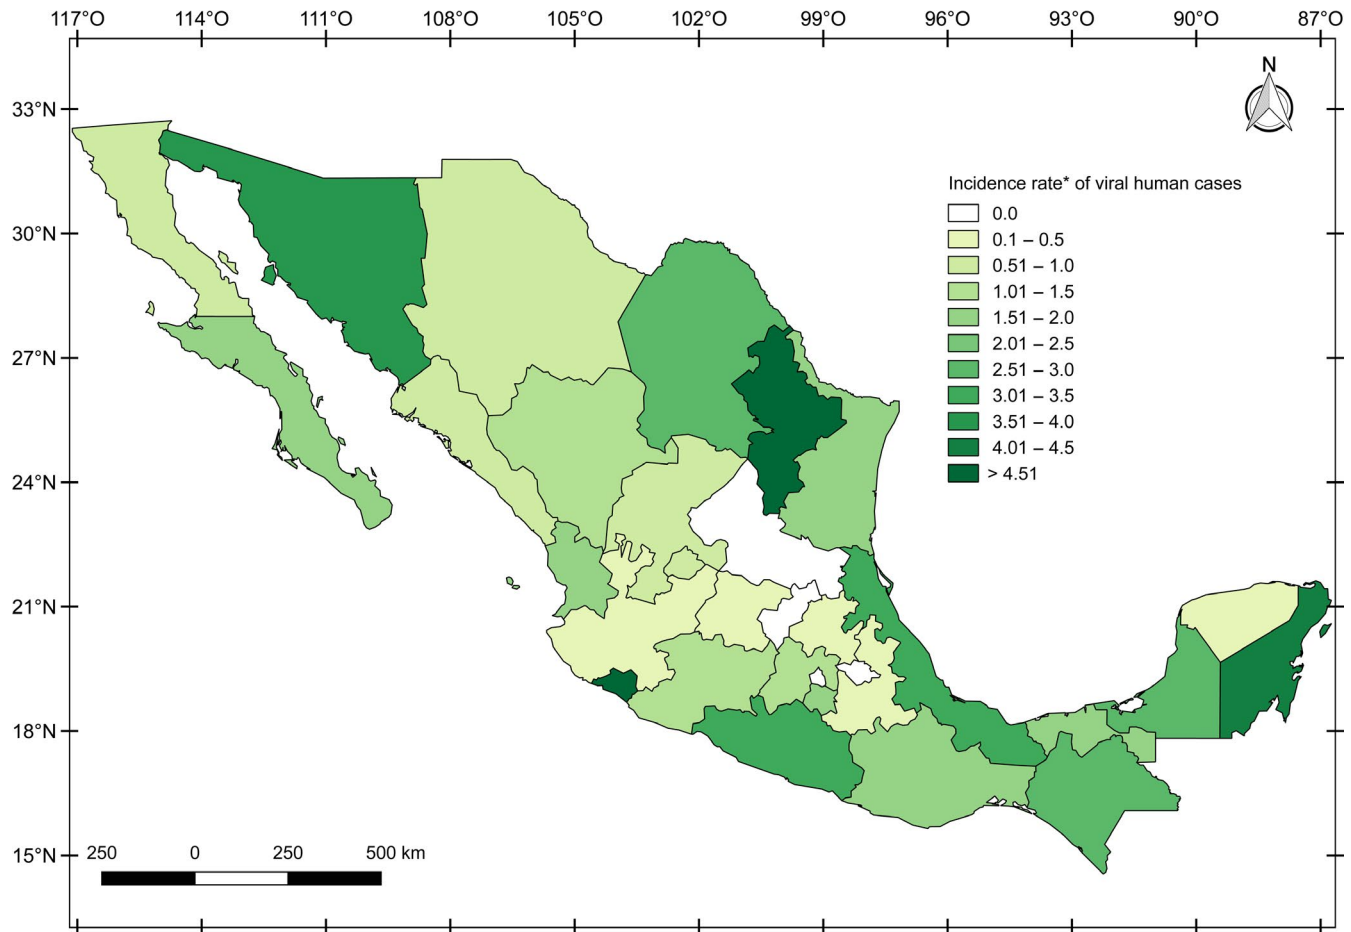 117°O 114°O 111°O 108°O 105°O 102°O 99°O 96°O 93°O 90°O 87°O
N
33°N
30°N
27°N
24°N
21°N
18°N
15°N
Incidence rate* of viral human cases
0.0
0.1 – 0.5
0.51 – 1.0
1.01 – 1.5
1.51 – 2.0
2.01 – 2.5
2.51 – 3.0
3.01 – 3.5
3.51 – 4.0
4.01 – 4.5
> 4.51
250 0 250 500 km